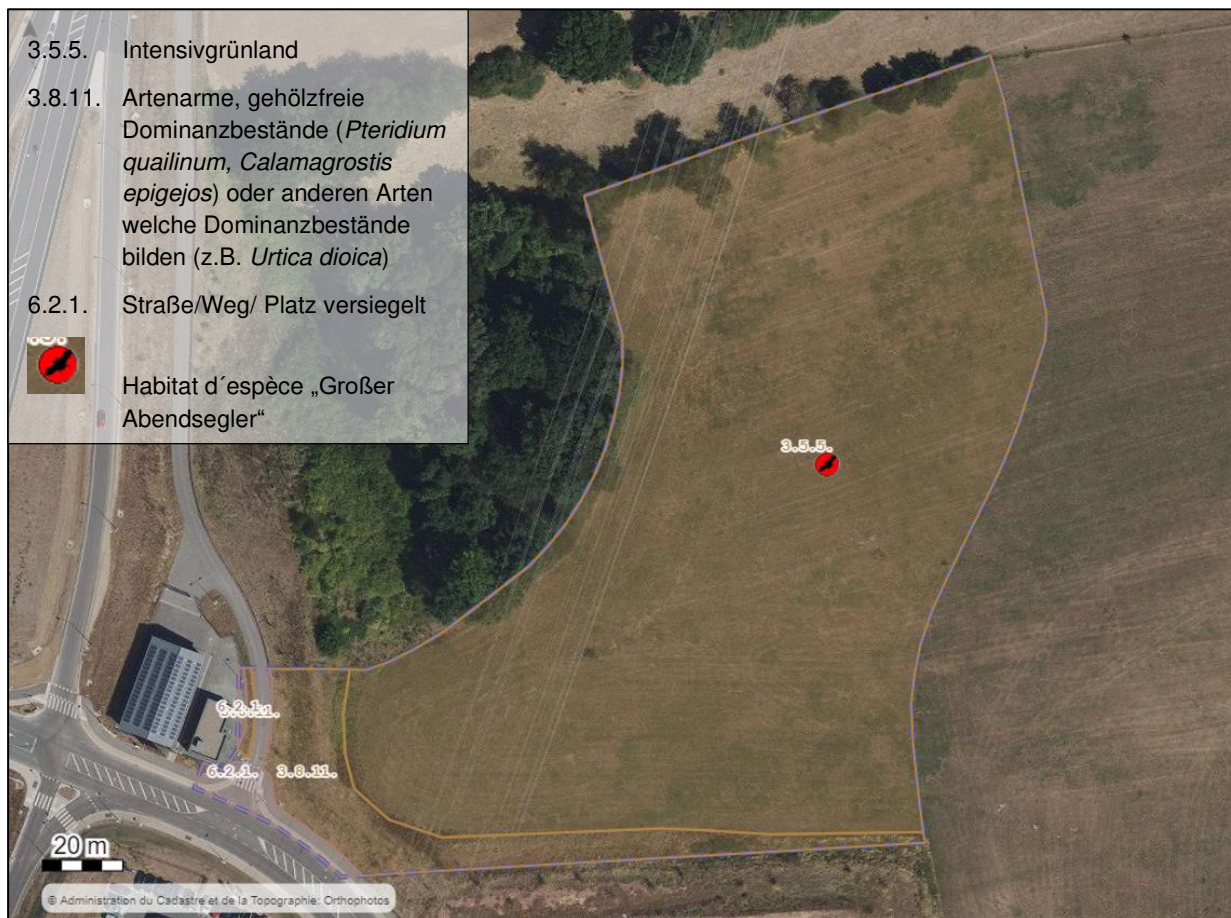 3.5.5. Intensivgrünland
3.8.11. Artenarme, gehölzfreie
Dominanzbestände (Pteridium
quailinum, Calamagrostis
epigejos) oder anderen Arten
welche Dominanzbestände
bilden (z.B. Urtica dioica)
6.2.1. Straße/Weg/ Platz versiegelt
Habitat d´espèce „Großer
Abendsegler“
3.5.5.
6.2.1.
6.2.1. 3.8.11.
20 m
© Administration du Cadastre et de la Topographie: Orthophotos